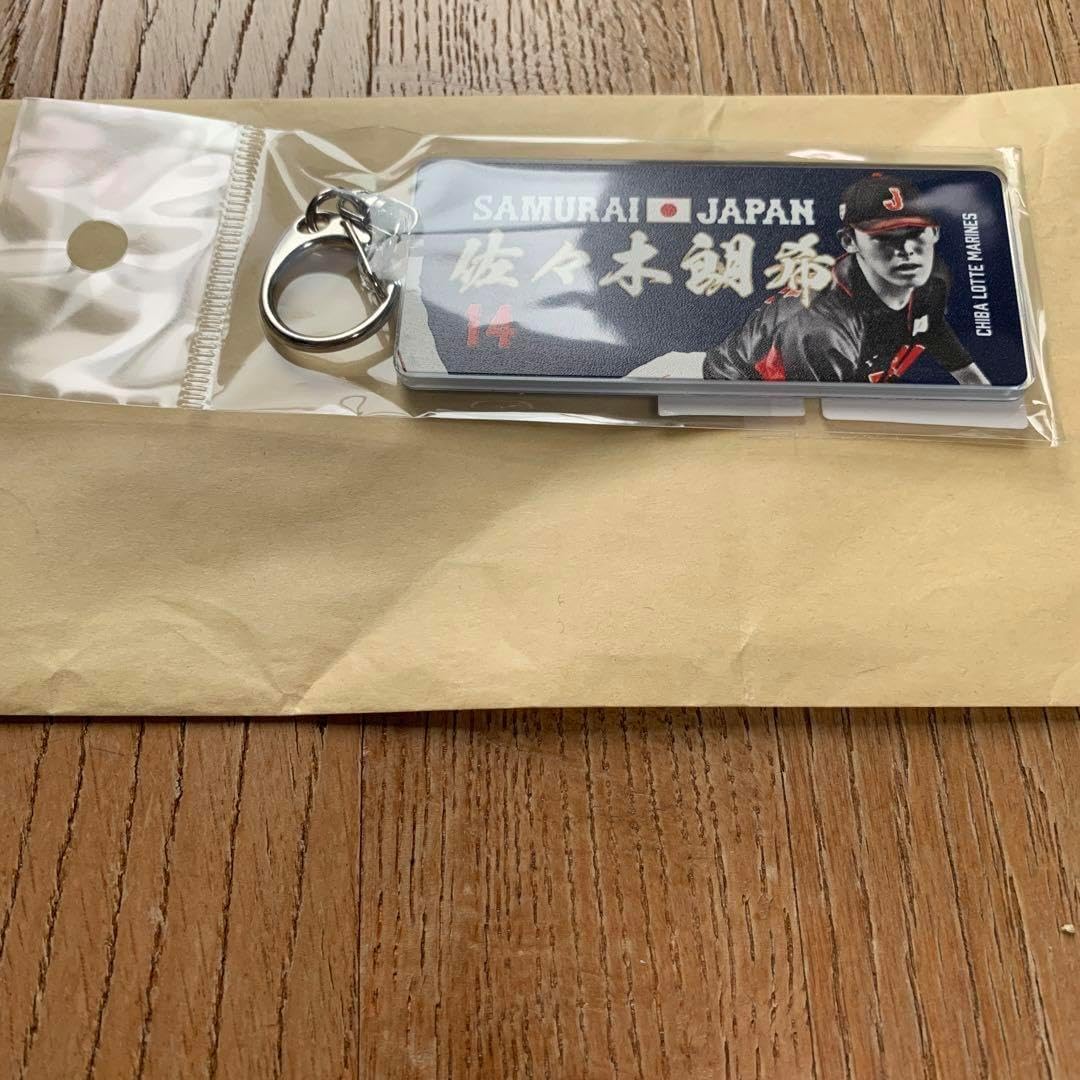 SAMURAI JAPAN
佐々木朗希
14
CHIBA LOTTE MARINES
J